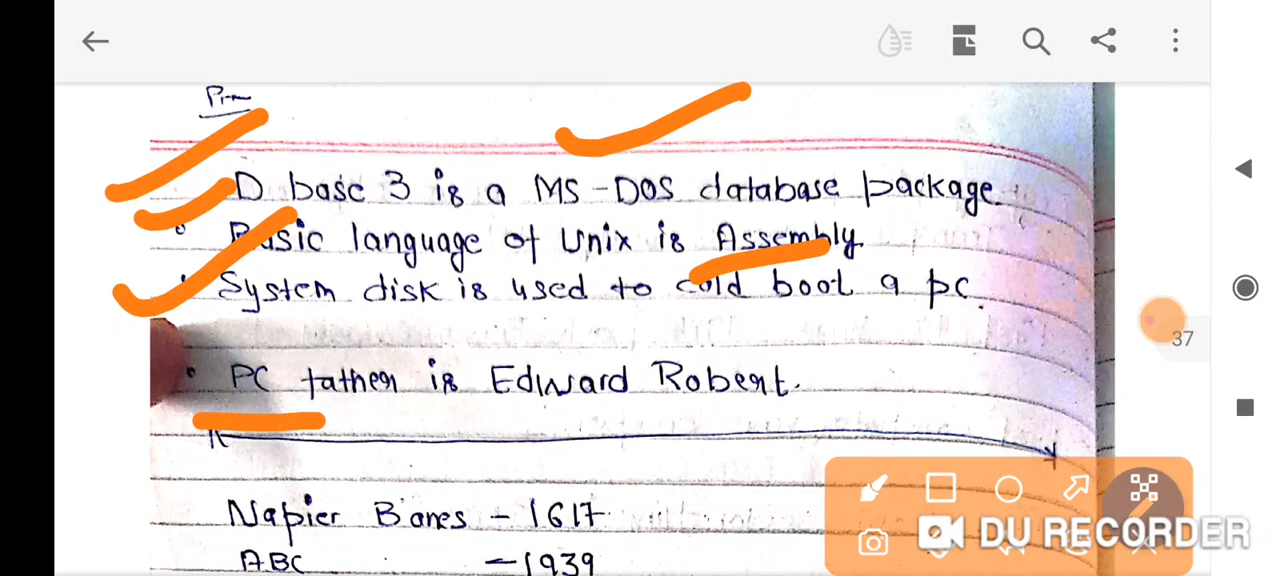 D base 3 is a MS-DOS database package.
Basic language of Unix is Assembly.
System disk is used to cold boot a pc.
37
PC father is Edward Robert.
Napier Bones - 1617
DU RECORDER
ABC - 1939